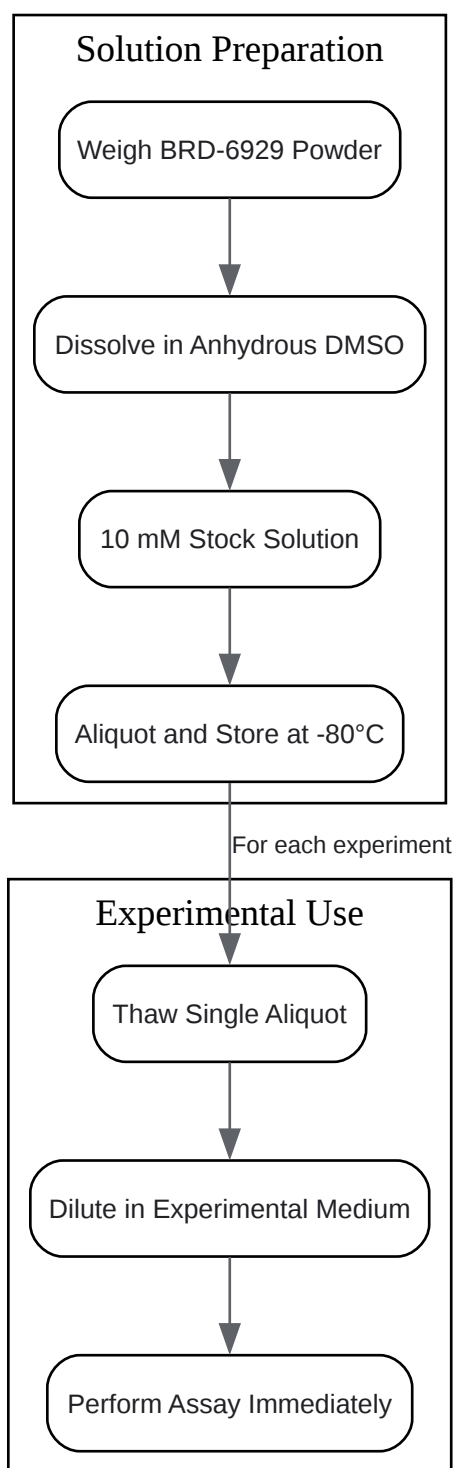 Solution Preparation
Weigh BRD-6929 Powder
Dissolve in Anhydrous DMSO
10 mM Stock Solution
Aliquot and Store at -80°C
For each experiment
Experimental Use
Thaw Single Aliquot
Dilute in Experimental Medium
Perform Assay Immediately